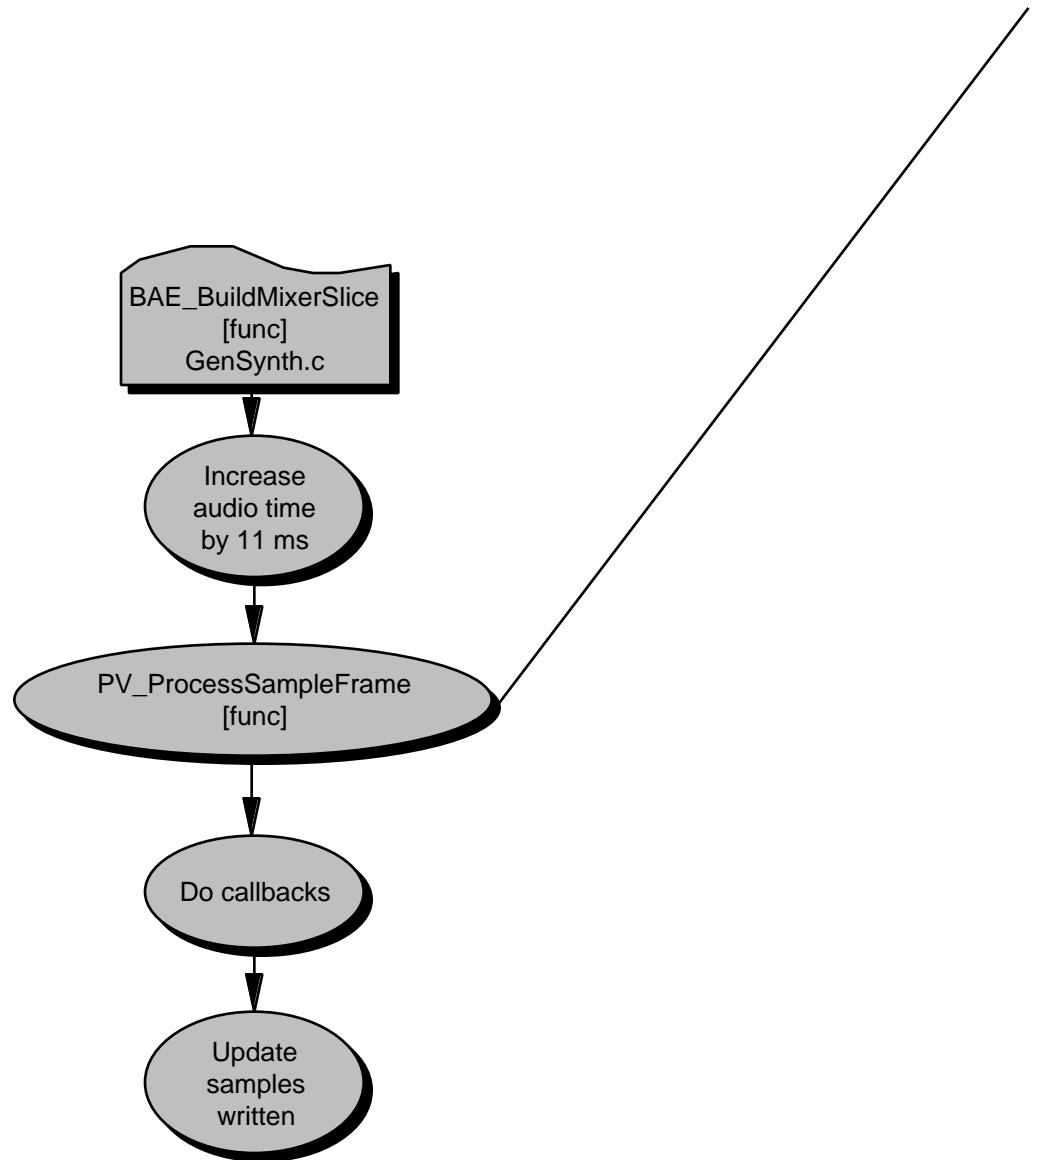 BAE_BuildMixerSlice
[func]
GenSynth.c
Increase
audio time
by 11 ms
PV_ProcessSampleFrame
[func]
Do callbacks
Update
samples
written